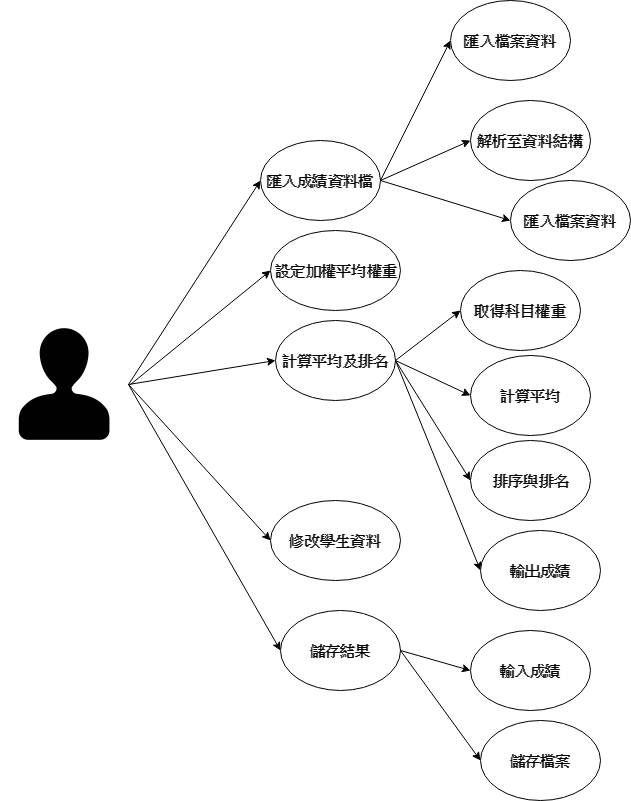 匯入檔案資料
解析至資料結構
匯入成績資料檔
匯入檔案資料
設定加權平均權重
取得科目權重
計算平均及排名
計算平均
排序與排名
修改學生資料
輸出成績
儲存結果
輸入成績
儲存檔案